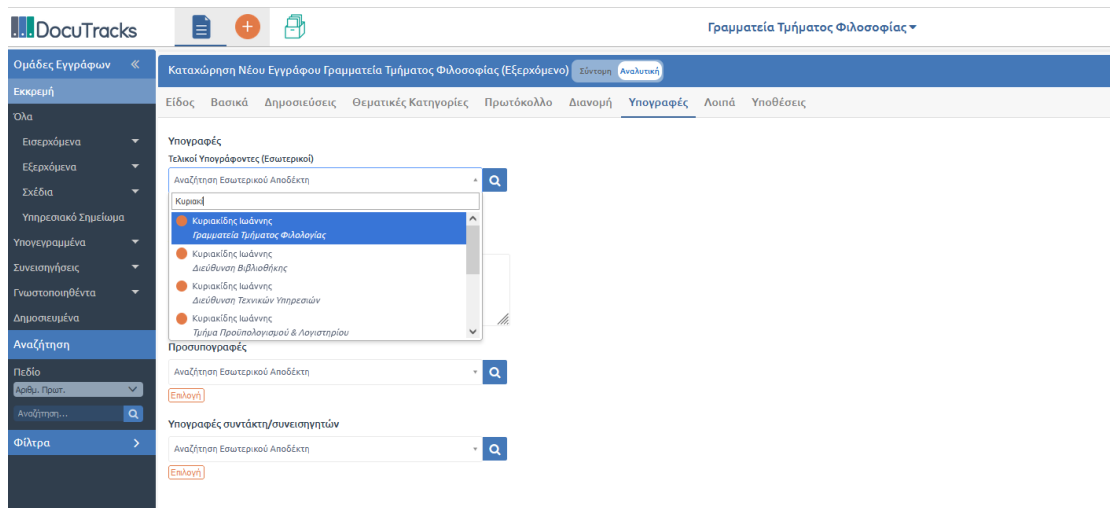 DocuTracks
Γραμματεία Τμήματος Φιλοσοφίας
Ομάδες Εγγράφων
Εκκρεμή
Όλα
Εισερχόμενα
Εξερχόμενα
Σχέδια
Υπηρεσιακό Σημείωμα
Υπογεγραμμένα
Συνεισηγήσεις
Γνωστοποιηθέντα
Δημοσιευμένα
Αναζήτηση
Πεδίο
Αριθμ. Πρωτ.
Αναζήτηση...
Φίλτρα
Καταχώρηση Νέου Εγγράφου Γραμματεία Τμήματος Φιλοσοφίας (Εξερχόμενο) Σύντομη Αναλυτική
Είδος Βασικά Δημοσιεύσεις Θεματικές Κατηγορίες Πρωτόκολλο Διανομή Υπογραφές Λοιπά Υποθέσεις
Υπογραφές
Τελικοί Υπογράφοντες (Εσωτερικοί)
Αναζήτηση Εσωτερικού Αποδέκτη
Κυριακ
Κυριακίδης Ιωάννης
Γραμματεία Τμήματος Φιλολογίας
Κυριακίδης Ιωάννης
Διεύθυνση Βιβλιοθήκης
Κυριακίδης Ιωάννης
Διεύθυνση Τεχνικών Υπηρεσιών
Κυριακίδης Ιωάννης
Τμήμα Προϋπολογισμού & Λογιστηρίου
Προσυπογραφές
Αναζήτηση Εσωτερικού Αποδέκτη
Επιλογή
Υπογραφές συντάκτη/συνεισηγητών
Αναζήτηση Εσωτερικού Αποδέκτη
Επιλογή